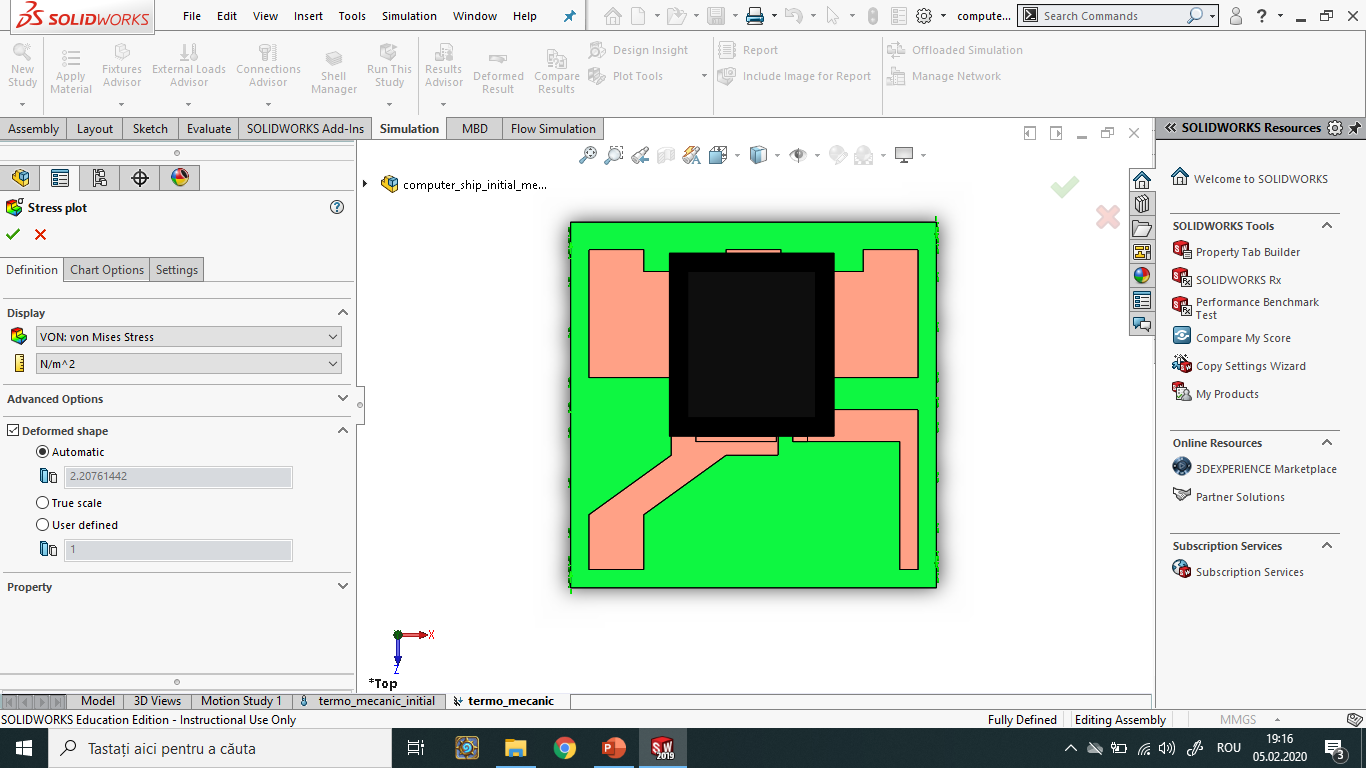 SOLIDWORKS
File Edit View Insert Tools Simulation Window Help
compute...
Search Commands
New Study
Apply Material
Fixtures Advisor
External Loads Advisor
Connections Advisor
Shell Manager
Run This Study
Results Advisor
Deformed Result
Compare Results
Design Insight
Plot Tools
Report
Include Image for Report
Offloaded Simulation
Manage Network
Assembly Layout Sketch Evaluate SOLIDWORKS Add-Ins Simulation MBD Flow Simulation
Stress plot
Definition Chart Options Settings
Display
VON: von Mises Stress
N/m^2
Advanced Options
Deformed shape
Automatic
2.20761442
True scale
User defined
1
Property
computer_ship_initial_me...
X
Z
*Top
SOLIDWORKS Resources
Welcome to SOLIDWORKS
SOLIDWORKS Tools
Property Tab Builder
SOLIDWORKS Rx
Performance Benchmark
Test
Compare My Score
Copy Settings Wizard
My Products
Online Resources
3DEXPERIENCE Marketplace
Partner Solutions
Subscription Services
Subscription Services
Model 3D Views Motion Study 1 termo_mecanic_initial termo_mecanic
SOLIDWORKS Education Edition - Instructional Use Only
Fully Defined Editing Assembly MMGS
Tastați aici pentru a căuta
SW
2019
ROU
19:16
05.02.2020
3